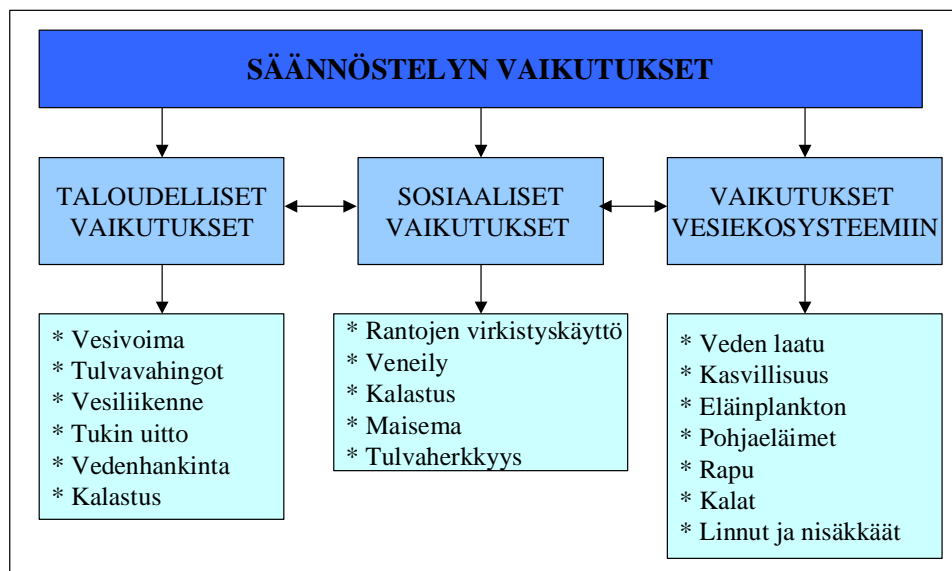 SÄÄNNÖSTELYN VAIKUTUKSET
TALOUDELLISET
VAIKUTUKSET
SOSIAALISET
VAIKUTUKSET
VAIKUTUKSET
VESIEKOSYSTEEMIIN
* Vesivoima
* Tulvavahingot
* Vesiliikenne
* Tukin uitto
* Vedenhankinta
* Kalastus
* Rantojen virkistyskäyttö
* Veneily
* Kalastus
* Maisema
* Tulvaherkkyys
* Veden laatu
* Kasvillisuus
* Eläinplankton
* Pohjaeläimet
* Rapu
* Kalat
* Linnut ja nisäkkäät